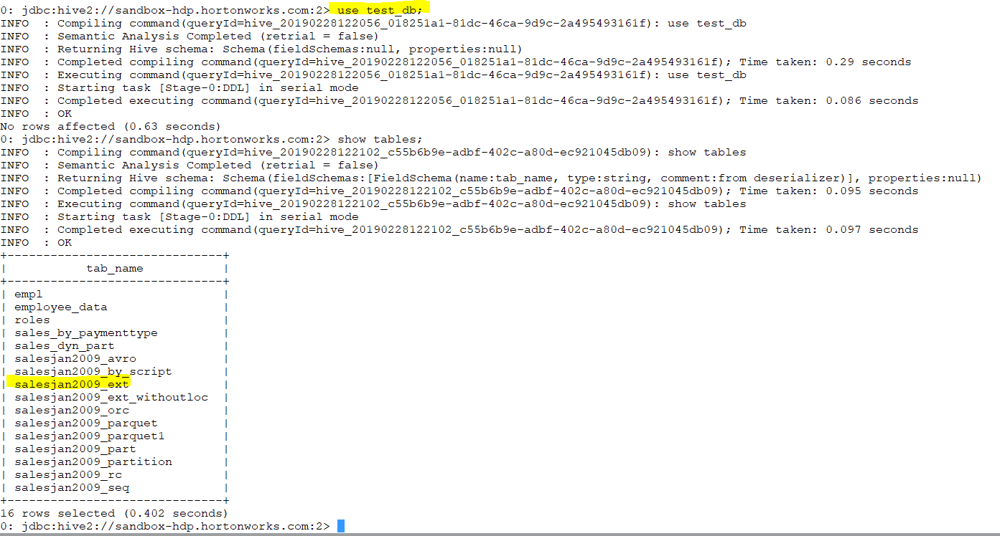 0: jdbc:hive2://sandbox-hdp.hortonworks.com:2> use test_db;
INFO  : Compiling command(queryId=hive_20190228122056_018251a1-81dc-46ca-9d9c-2a495493161f): use test_db
INFO  : Semantic Analysis Completed (retrial = false)
INFO  : Returning Hive schema: Schema(fieldSchemas:null, properties:null)
INFO  : Completed compiling command(queryId=hive_20190228122056_018251a1-81dc-46ca-9d9c-2a495493161f); Time taken: 0.29 seconds
INFO  : Executing command(queryId=hive_20190228122056_018251a1-81dc-46ca-9d9c-2a495493161f): use test_db
INFO  : Starting task [Stage-0:DDL] in serial mode
INFO  : Completed executing command(queryId=hive_20190228122056_018251a1-81dc-46ca-9d9c-2a495493161f); Time taken: 0.086 seconds
INFO  : OK
No rows affected (0.63 seconds)
0: jdbc:hive2://sandbox-hdp.hortonworks.com:2> show tables;
INFO  : Compiling command(queryId=hive_20190228122102_c55b6b9e-adbf-402c-a80d-ec921045db09): show tables
INFO  : Semantic Analysis Completed (retrial = false)
INFO  : Returning Hive schema: Schema(fieldSchemas:[FieldSchema(name:tab_name, type:string, comment:from deserializer)], properties:null)
INFO  : Completed compiling command(queryId=hive_20190228122102_c55b6b9e-adbf-402c-a80d-ec921045db09); Time taken: 0.095 seconds
INFO  : Executing command(queryId=hive_20190228122102_c55b6b9e-adbf-402c-a80d-ec921045db09): show tables
INFO  : Starting task [Stage-0:DDL] in serial mode
INFO  : Completed executing command(queryId=hive_20190228122102_c55b6b9e-adbf-402c-a80d-ec921045db09); Time taken: 0.097 seconds
INFO  : OK
+------------------------------+
|           tab_name           |
+------------------------------+
| empl                         |
| employee_data                |
| roles                        |
| sales_by_paymenttype         |
| sales_dyn_part               |
| salesjan2009_avro            |
| salesjan2009_by_script       |
| salesjan2009_ext             |
| salesjan2009_ext_withoutloc  |
| salesjan2009_orc             |
| salesjan2009_parquet         |
| salesjan2009_parquet1        |
| salesjan2009_part            |
| salesjan2009_partition       |
| salesjan2009_rc              |
| salesjan2009_seq             |
+------------------------------+
16 rows selected (0.402 seconds)
0: jdbc:hive2://sandbox-hdp.hortonworks.com:2>